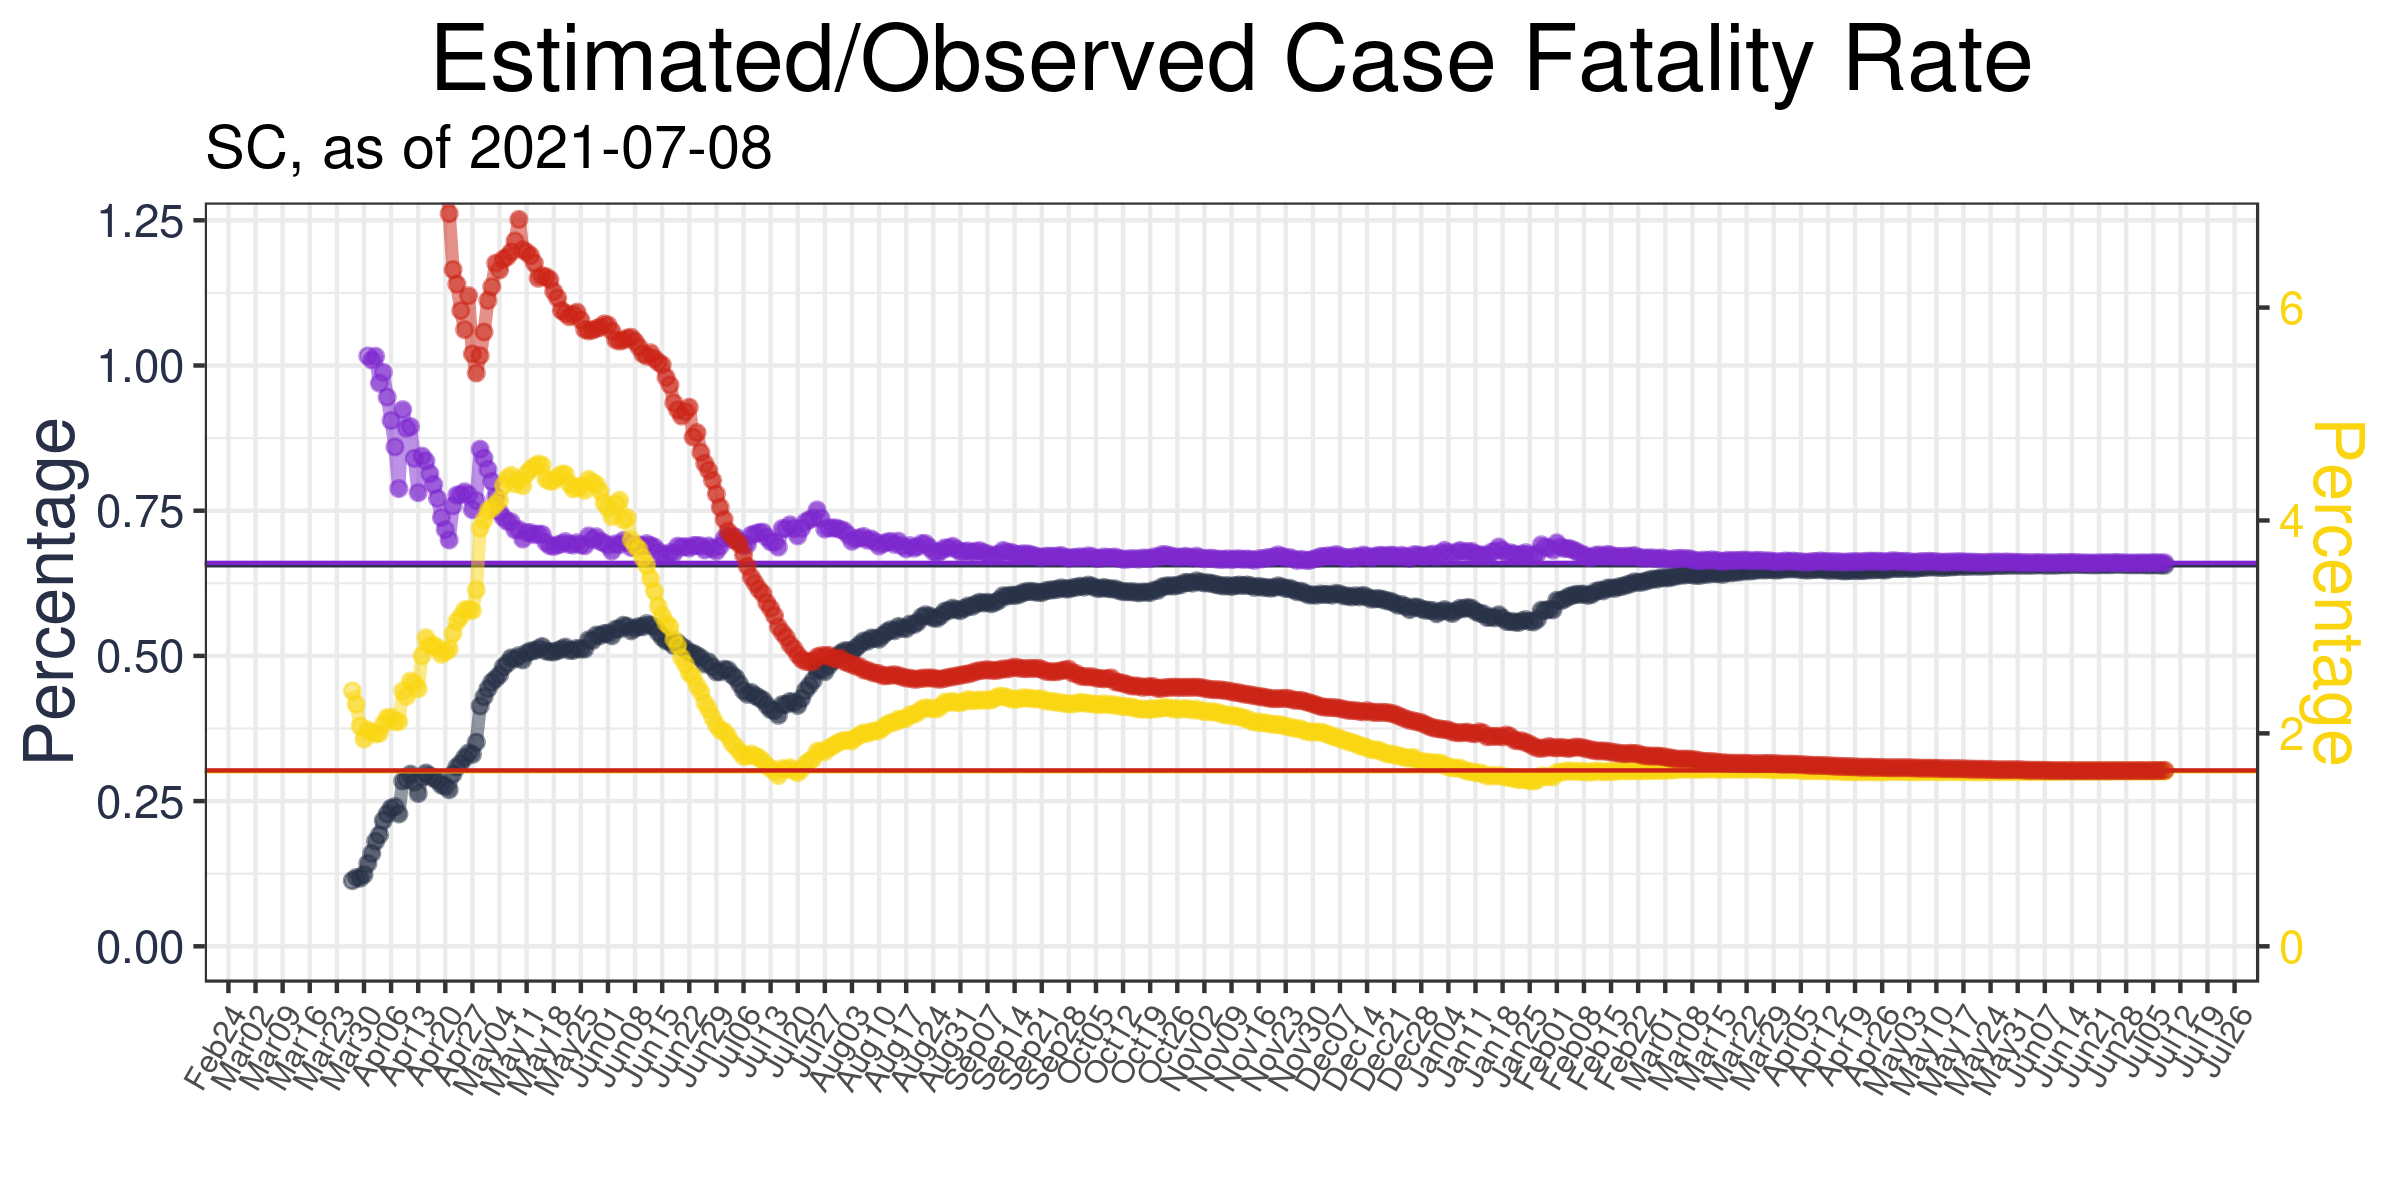 Estimated/Observed Case Fatality Rate
SC, as of 2021-07-08
Percentage
1.25
1.00
0.75
0.50
0.25
0.00
6
4
2
0
Percentage
Feb24
Mar02
Mar09
Mar16
Mar23
Mar30
Apr06
Apr13
Apr20
Apr27
May04
May11
May18
May25
Jun01
Jun08
Jun15
Jun22
Jun29
Jul06
Jul13
Jul20
Jul27
Aug03
Aug10
Aug17
Aug24
Aug31
Sep07
Sep14
Sep21
Sep28
Oct05
Oct12
Oct19
Oct26
Nov02
Nov09
Nov16
Nov23
Nov30
Dec07
Dec14
Dec21
Dec28
Jan04
Jan11
Jan18
Jan25
Feb01
Feb08
Feb15
Feb22
Mar01
Mar08
Mar15
Mar22
Mar29
Apr05
Apr12
Apr19
Apr26
May03
May10
May17
May24
May31
Jun07
Jun14
Jun21
Jun28
Jul05
Jul12
Jul19
Jul26